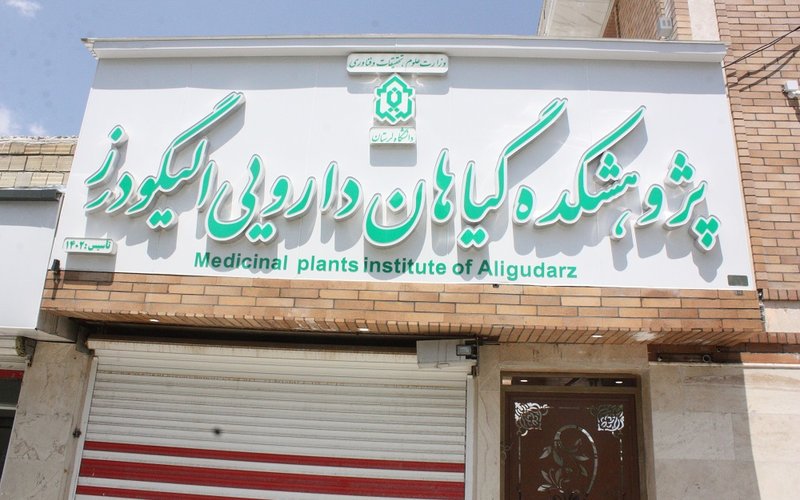 وزارت علوم، تحقیقات و فناوری
دانشگاه لرستان
پژوهشکده گیاهان دارویی الیگودرز
تاسیس: ۱۴۰۲
Medicinal plants institute of Aligudarz